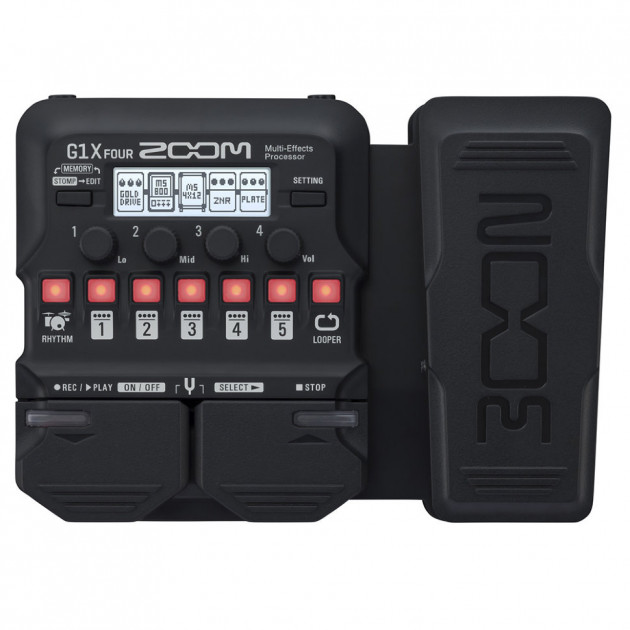 G1X FOUR ZOOM Multi-Effects
Processor
MEMORY
STOMP EDIT
SETTING
GOLD
DRIVE
MS
800
MS
4X12
ZNR
PLATE
1 2 3 4
Lo Mid Hi Vol
1 2 3 4 5
RHYTHM LOOPER
REC / PLAY ON / OFF SELECT STOP
ZOOM